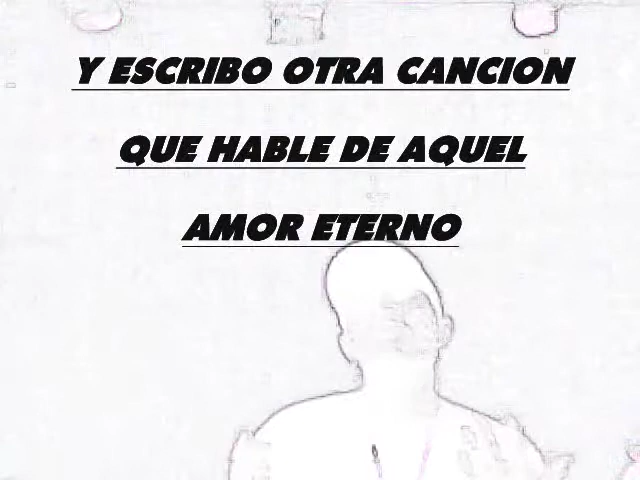 Y ESCRIBO OTRA CANCION
QUE HABLE DE AQUEL
AMOR ETERNO